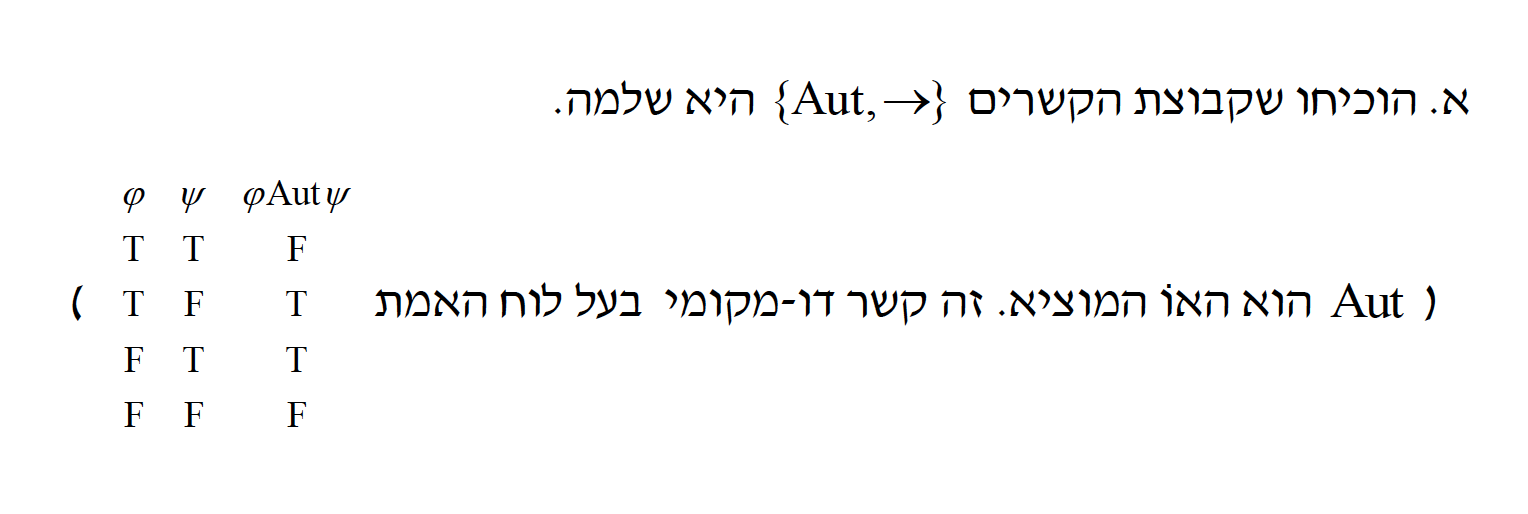 א. הוכיחו שקבוצת הקשרים {Aut,→} היא שלמה.
( Aut הוא האוֹ המוציא. זה קשר דו-מקומי בעל לוח האמת
φ ψ φAutψ
T T F
T F T
F T T
F F F )